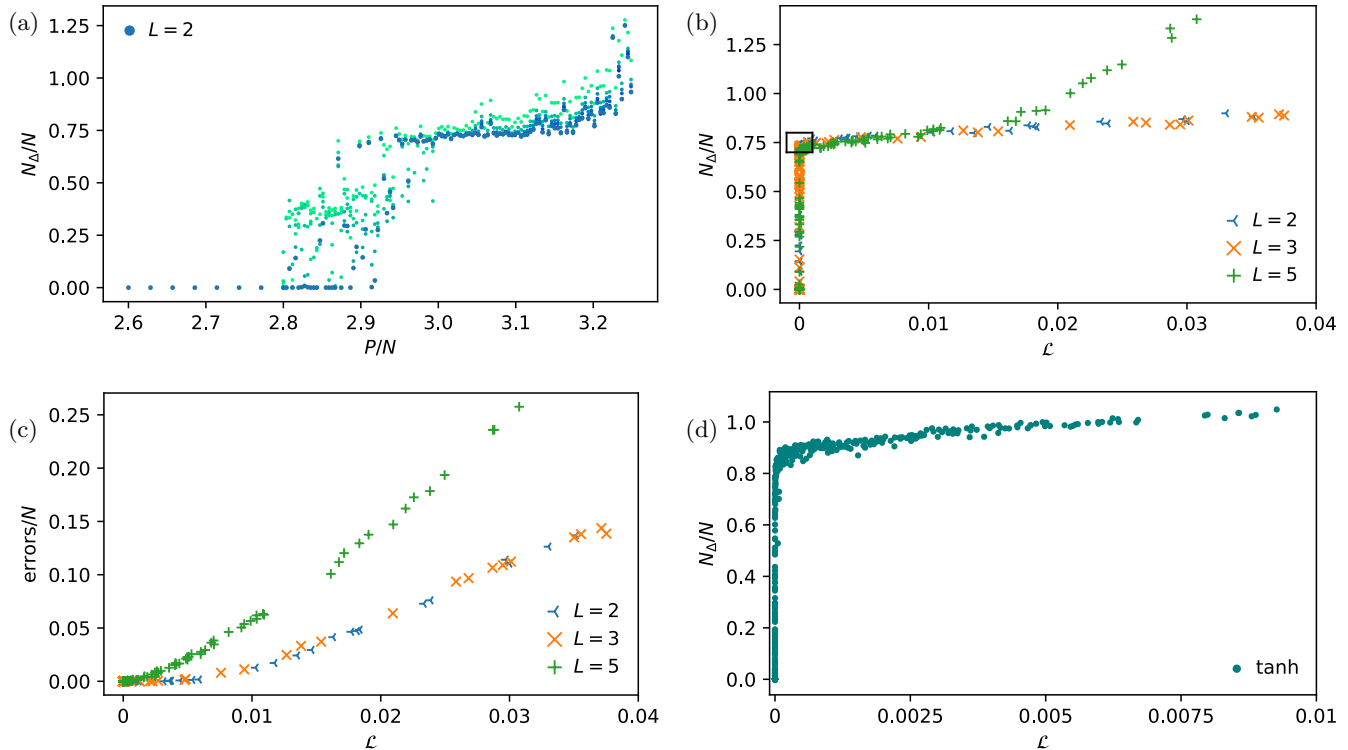 (a)
1.25
1.00
0.75
0.50
0.25
0.00
N_Δ/N
L = 2
2.6 2.7 2.8 2.9 3.0 3.1 3.2
P/N
(b)
1.25
1.00
0.75
0.50
0.25
0.00
N_Δ/N
L = 2
L = 3
L = 5
0 0.01 0.02 0.03 0.04
ℒ
(c)
0.25
0.20
0.15
0.10
0.05
0.00
errors/N
L = 2
L = 3
L = 5
0 0.01 0.02 0.03 0.04
ℒ
(d)
1.0
0.8
0.6
0.4
0.2
0.0
N_Δ/N
tanh
0 0.0025 0.005 0.0075 0.01
ℒ